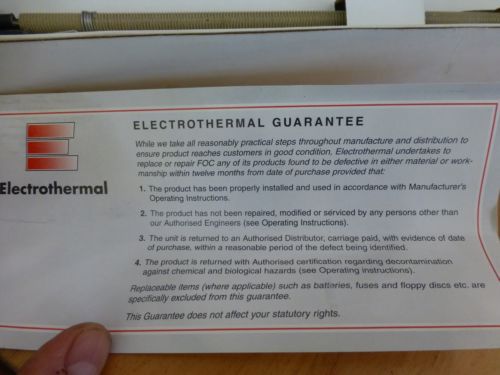 ELECTROTHERMAL GUARANTEE
While we take all reasonably practical steps throughout manufacture and distribution to
ensure product reaches customers in good condition, Electrothermal undertakes to
replace or repair FOC any of its products found to be defective in either material or work-
manship within twelve months from date of purchase provided that:
Electrothermal
1. The product has been properly installed and used in accordance with Manufacturer's
Operating Instructions.
2. The product has not been repaired, modified or serviced by any persons other than
our Authorised Engineers (see Operating Instructions).
3. The unit is returned to an Authorised Distributor, carriage paid, with evidence of date
of purchase, within a reasonable period of the defect being identified.
4. The product is returned with Authorised certification regarding decontamination
against chemical and biological hazards (see Operating Instructions).
Replaceable items (where applicable) such as batteries, fuses and floppy discs etc. are
specifically excluded from this guarantee.
This Guarantee does not affect your statutory rights.